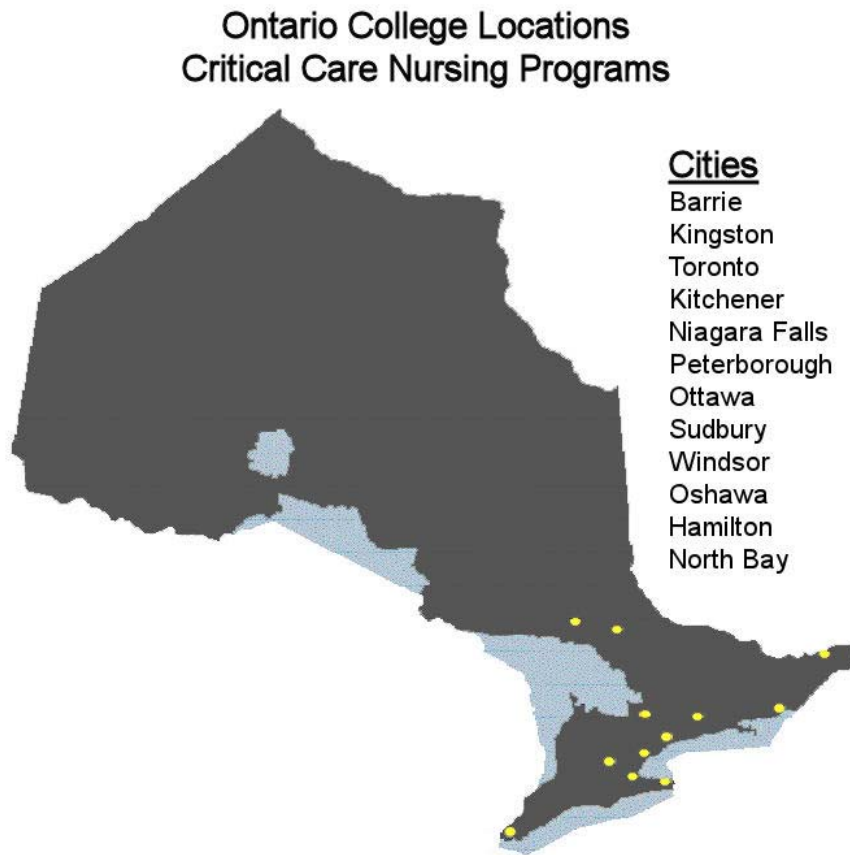 Ontario College Locations
Critical Care Nursing Programs
Cities
Barrie
Kingston
Toronto
Kitchener
Niagara Falls
Peterborough
Ottawa
Sudbury
Windsor
Oshawa
Hamilton
North Bay